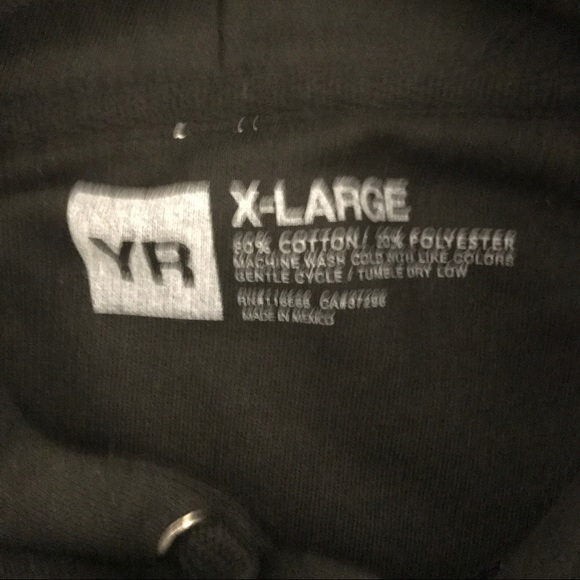 YR
X-LARGE
80% COTTON/ 20% POLYESTER
MACHINE WASH COLD WITH LIKE COLORS
GENTLE CYCLE / TUMBLE DRY LOW
MADE IN MEXICO